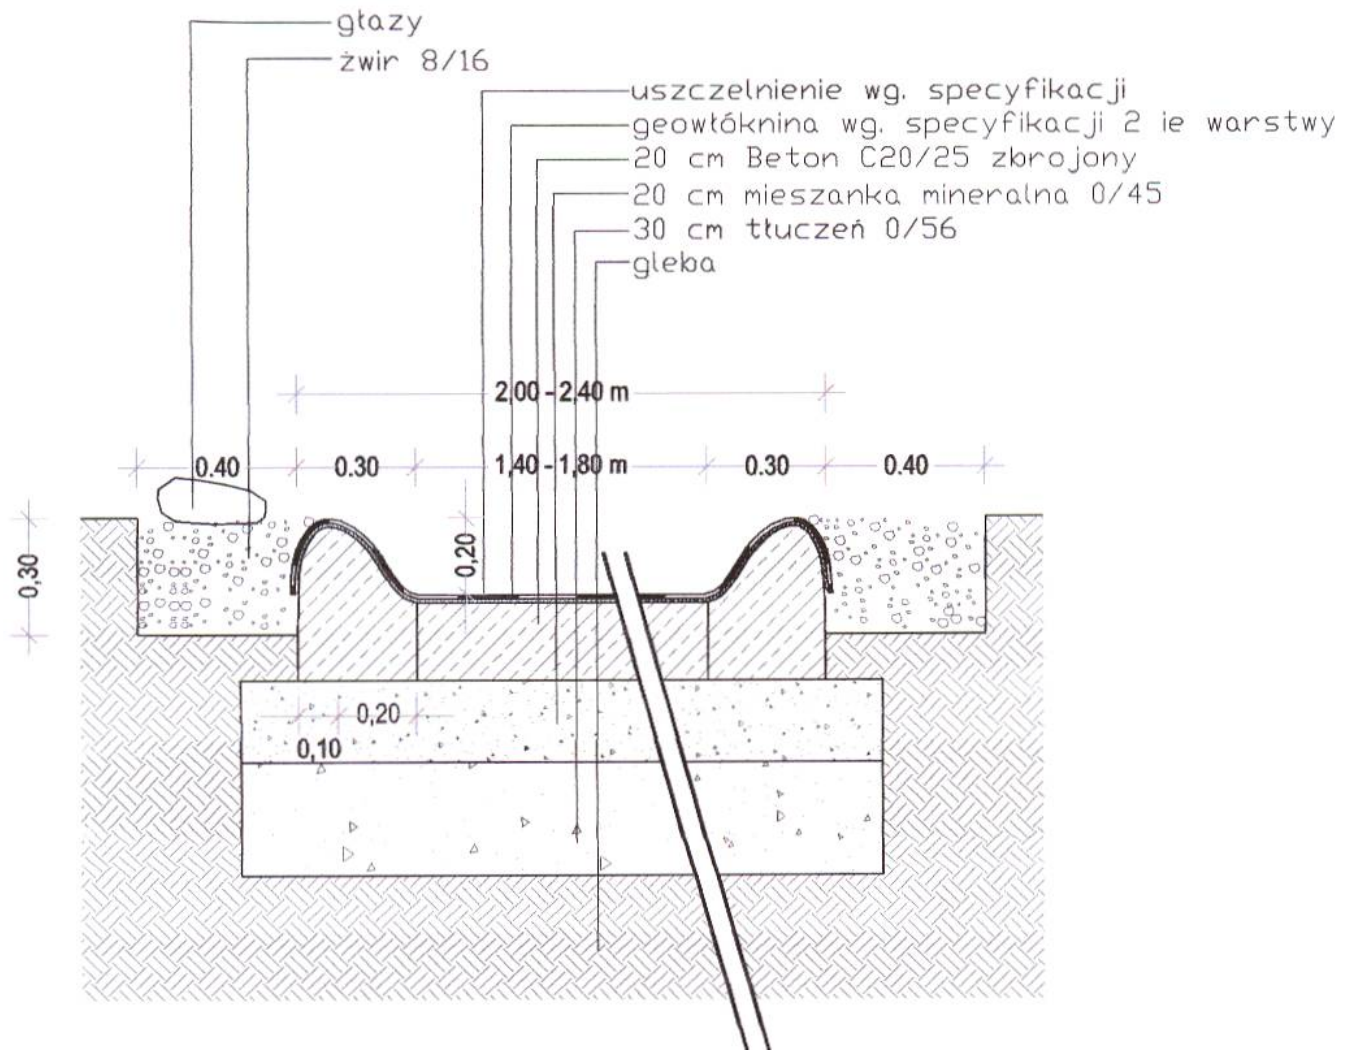 głazy
żwir 8/16
uszczelnienie wg. specyfikacji
geowłóknina wg. specyfikacji 2 ie warstwy
20 cm Beton C20/25 zbrojony
20 cm mieszanka mineralna 0/45
30 cm tłuczeń 0/56
gleba
2,00 - 2,40 m
0.40 0.30 1,40 - 1,80 m 0.30 0.40
0,20
0,30
0,20
0,10